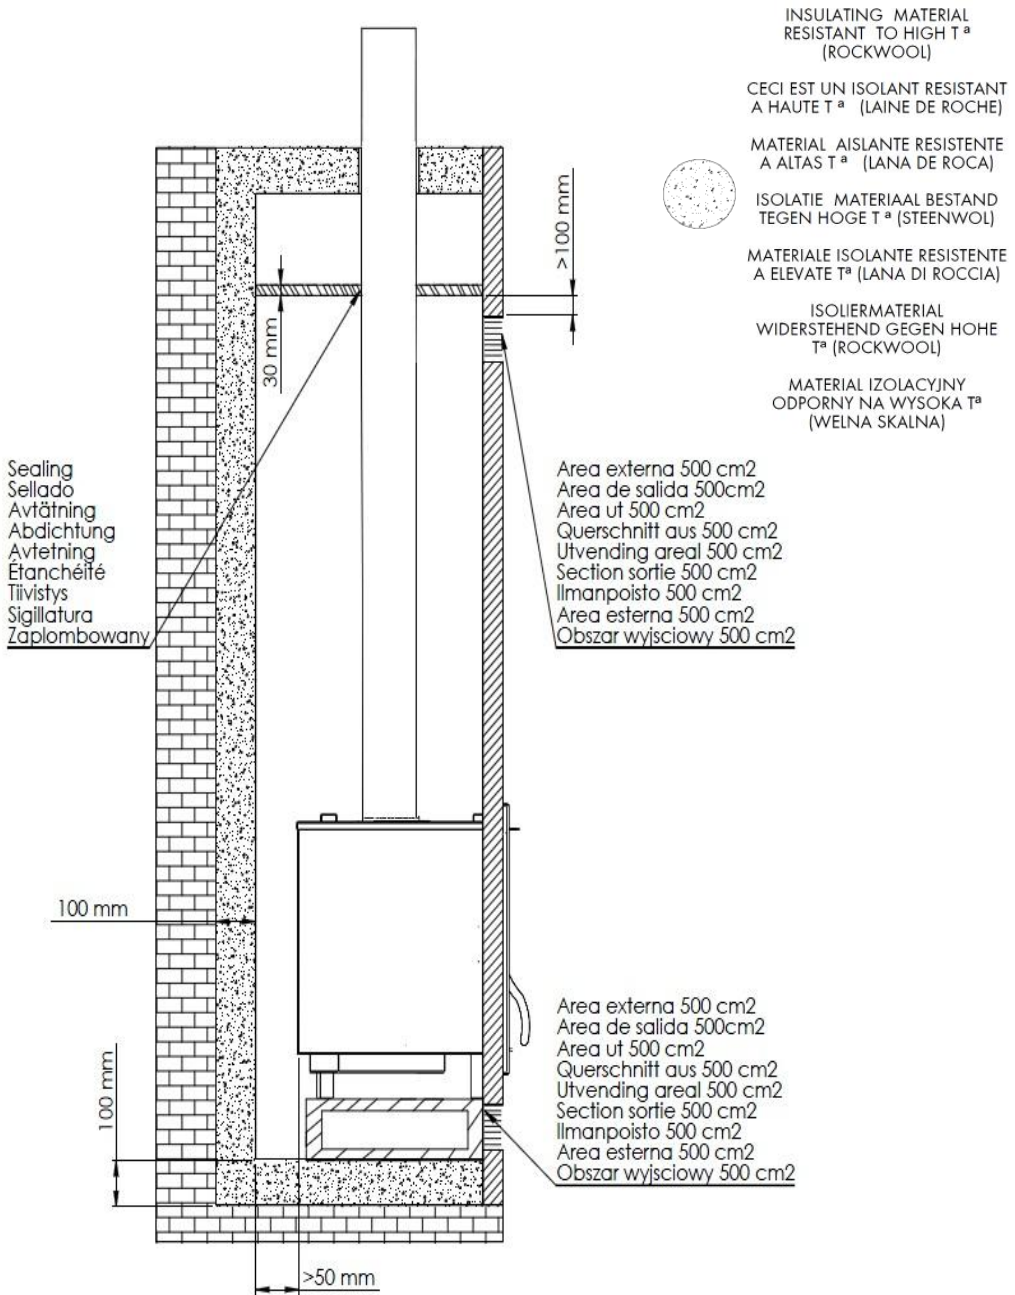 INSULATING MATERIAL
RESISTANT TO HIGH Tª
(ROCKWOOL)
CECI EST UN ISOLANT RESISTANT
A HAUTE Tª (LAINE DE ROCHE)
MATERIAL AISLANTE RESISTENTE
A ALTAS Tª (LANA DE ROCA)
ISOLATIE MATERIAAL BESTAND
TEGEN HOGE Tª (STEENWOL)
MATERIALE ISOLANTE RESISTENTE
A ELEVATE Tª (LANA DI ROCCIA)
ISOLIERMATERIAL
WIDERSTEHEND GEGEN HOHE
Tª (ROCKWOOL)
MATERIAL IZOLACYJNY
ODPORNY NA WYSOKA Tª
(WELNA SKALNA)
>100 mm
30 mm
Sealing
Sellado
Avtätning
Abdichtung
Avtetning
Étanchéité
Tiivistys
Sigillatura
Zaplombowany
Area externa 500 cm2
Area de salida 500cm2
Area ut 500 cm2
Querschnitt aus 500 cm2
Utvending areal 500 cm2
Section sortie 500 cm2
Ilmanpoisto 500 cm2
Area esterna 500 cm2
Obszar wyjsciowy 500 cm2
100 mm
100 mm
Area externa 500 cm2
Area de salida 500cm2
Area ut 500 cm2
Querschnitt aus 500 cm2
Utvending areal 500 cm2
Section sortie 500 cm2
Ilmanpoisto 500 cm2
Area esterna 500 cm2
Obszar wyjsciowy 500 cm2
>50 mm